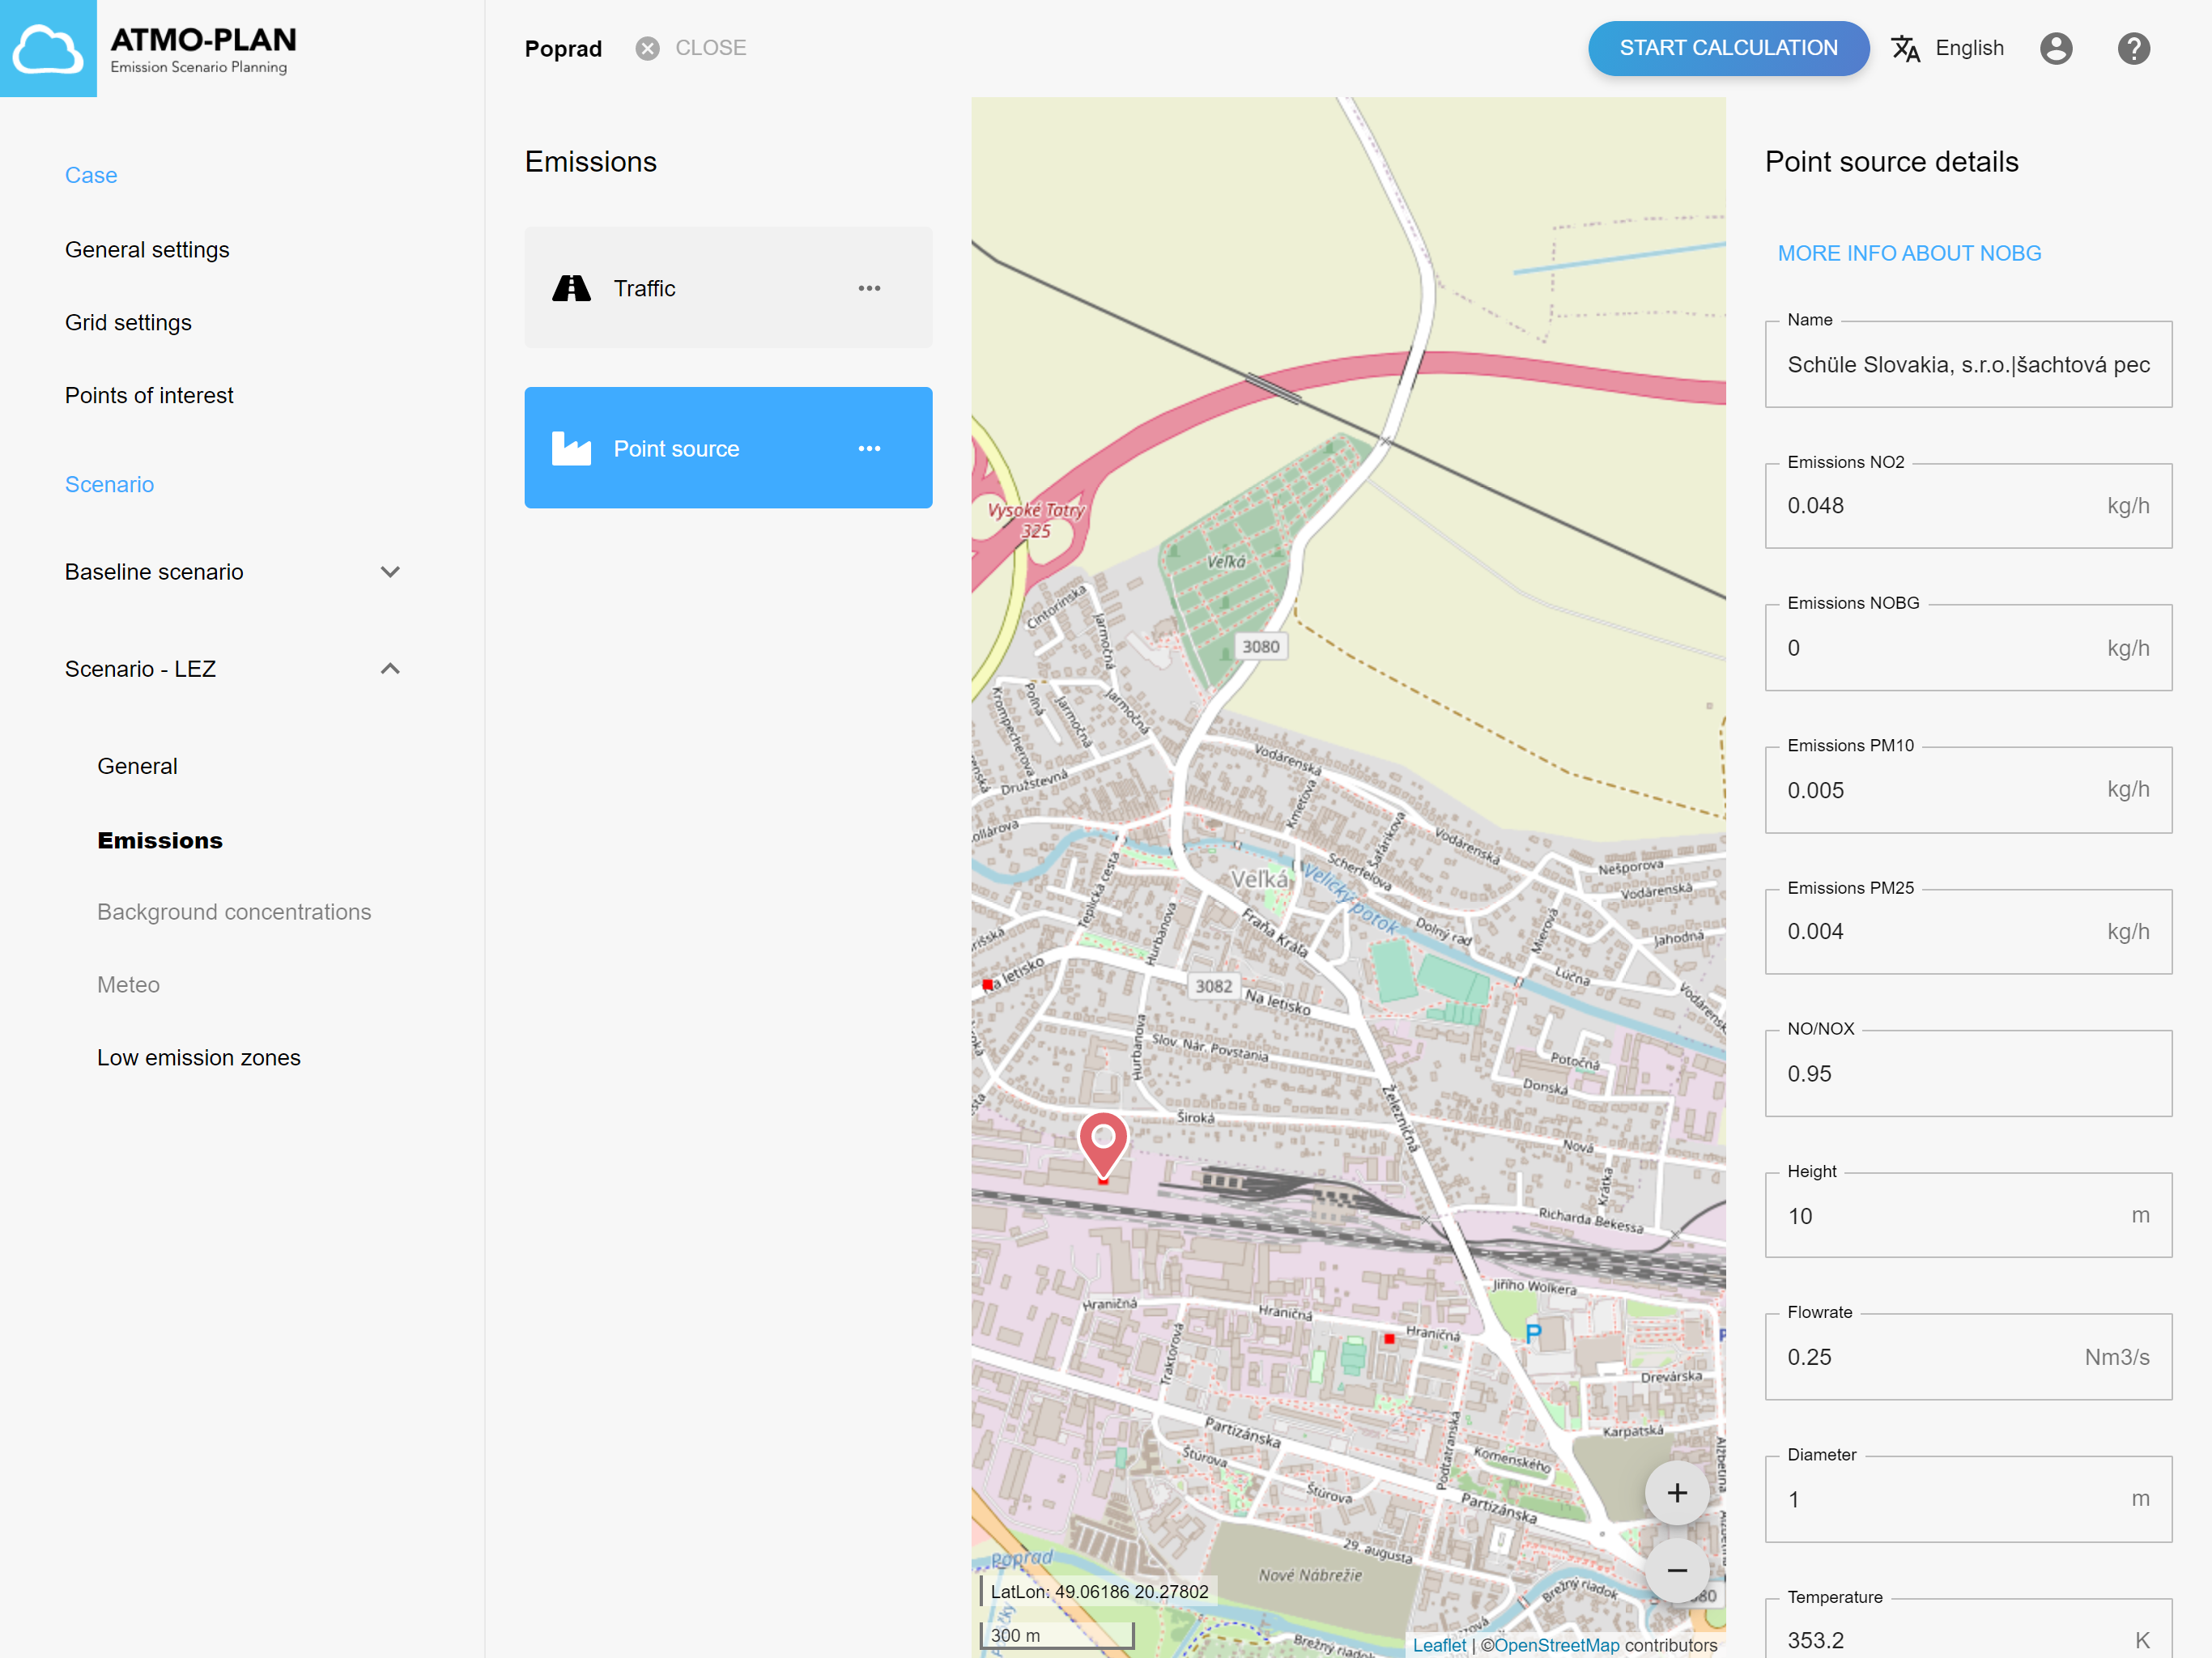 ATMO-PLAN
Emission Scenario Planning
Poprad
CLOSE
START CALCULATION
English
Case
General settings
Grid settings
Points of interest
Scenario
Baseline scenario
Scenario - LEZ
General
Emissions
Background concentrations
Meteo
Low emission zones
Emissions
Traffic
Point source
Vysoké Tatry
325
Veľká
3080
Cintorínska
Jarmočná
Jarmočná
Jarmočná
Poľná
Krompecherova
Družstevná
Vodárenská
Kmeťova
Šafárikova
Vodárenská
Scherfelova
Nešporova
Vodárenská
Teplická cesta
Veľká
Velický potok
Hurbanova
Fraňa Kráľa
Dolný rad
Mierová
Jahodná
Lúčna
Na letisko
3082
Na letisko
Hurbanova
Slov. Nár. Povstania
Potočná
Donská
Železničná
Široká
Nová
Krátka
Richarda Bekessa
Jiřího Wolkera
Hraničná
Hraničná
Hraničná
P
Traktorová
Drevárska
Karpatská
Partizánska
Štúrova
Podtatranská
Komenského
Štúrova
Partizánska
29. augusta
Nové Nábrežie
Poprad
Brežný riadok
Brežný riadok
LatLon: 49.06186 20.27802
300 m
+
−
Leaflet | ©OpenStreetMap contributors
Point source details
MORE INFO ABOUT NOBG
Name
Schüle Slovakia, s.r.o.|šachtová pec
Emissions NO2
0.048 kg/h
Emissions NOBG
0 kg/h
Emissions PM10
0.005 kg/h
Emissions PM25
0.004 kg/h
NO/NOX
0.95
Height
10 m
Flowrate
0.25 Nm3/s
Diameter
1 m
Temperature
353.2 K